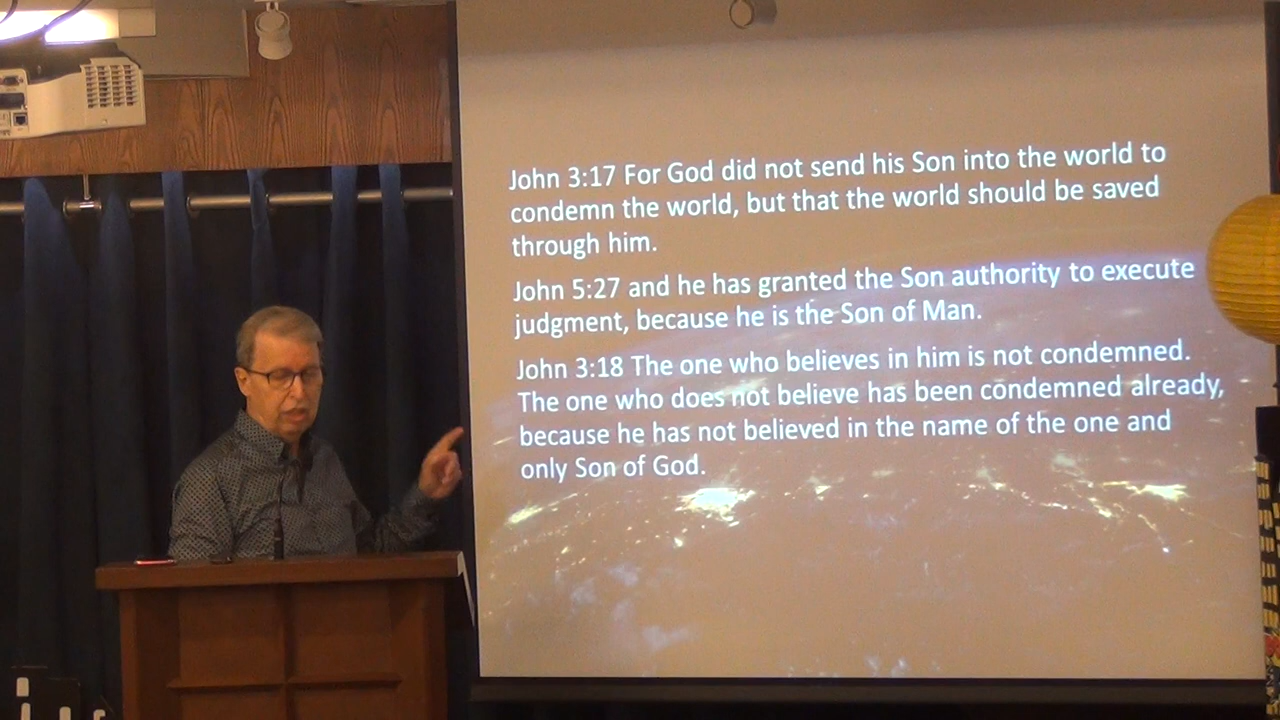 John 3:17 For God did not send his Son into the world to
condemn the world, but that the world should be saved
through him.
John 5:27 and he has granted the Son authority to execute
judgment, because he is the Son of Man.
John 3:18 The one who believes in him is not condemned.
The one who does not believe has been condemned already,
because he has not believed in the name of the one and
only Son of God.